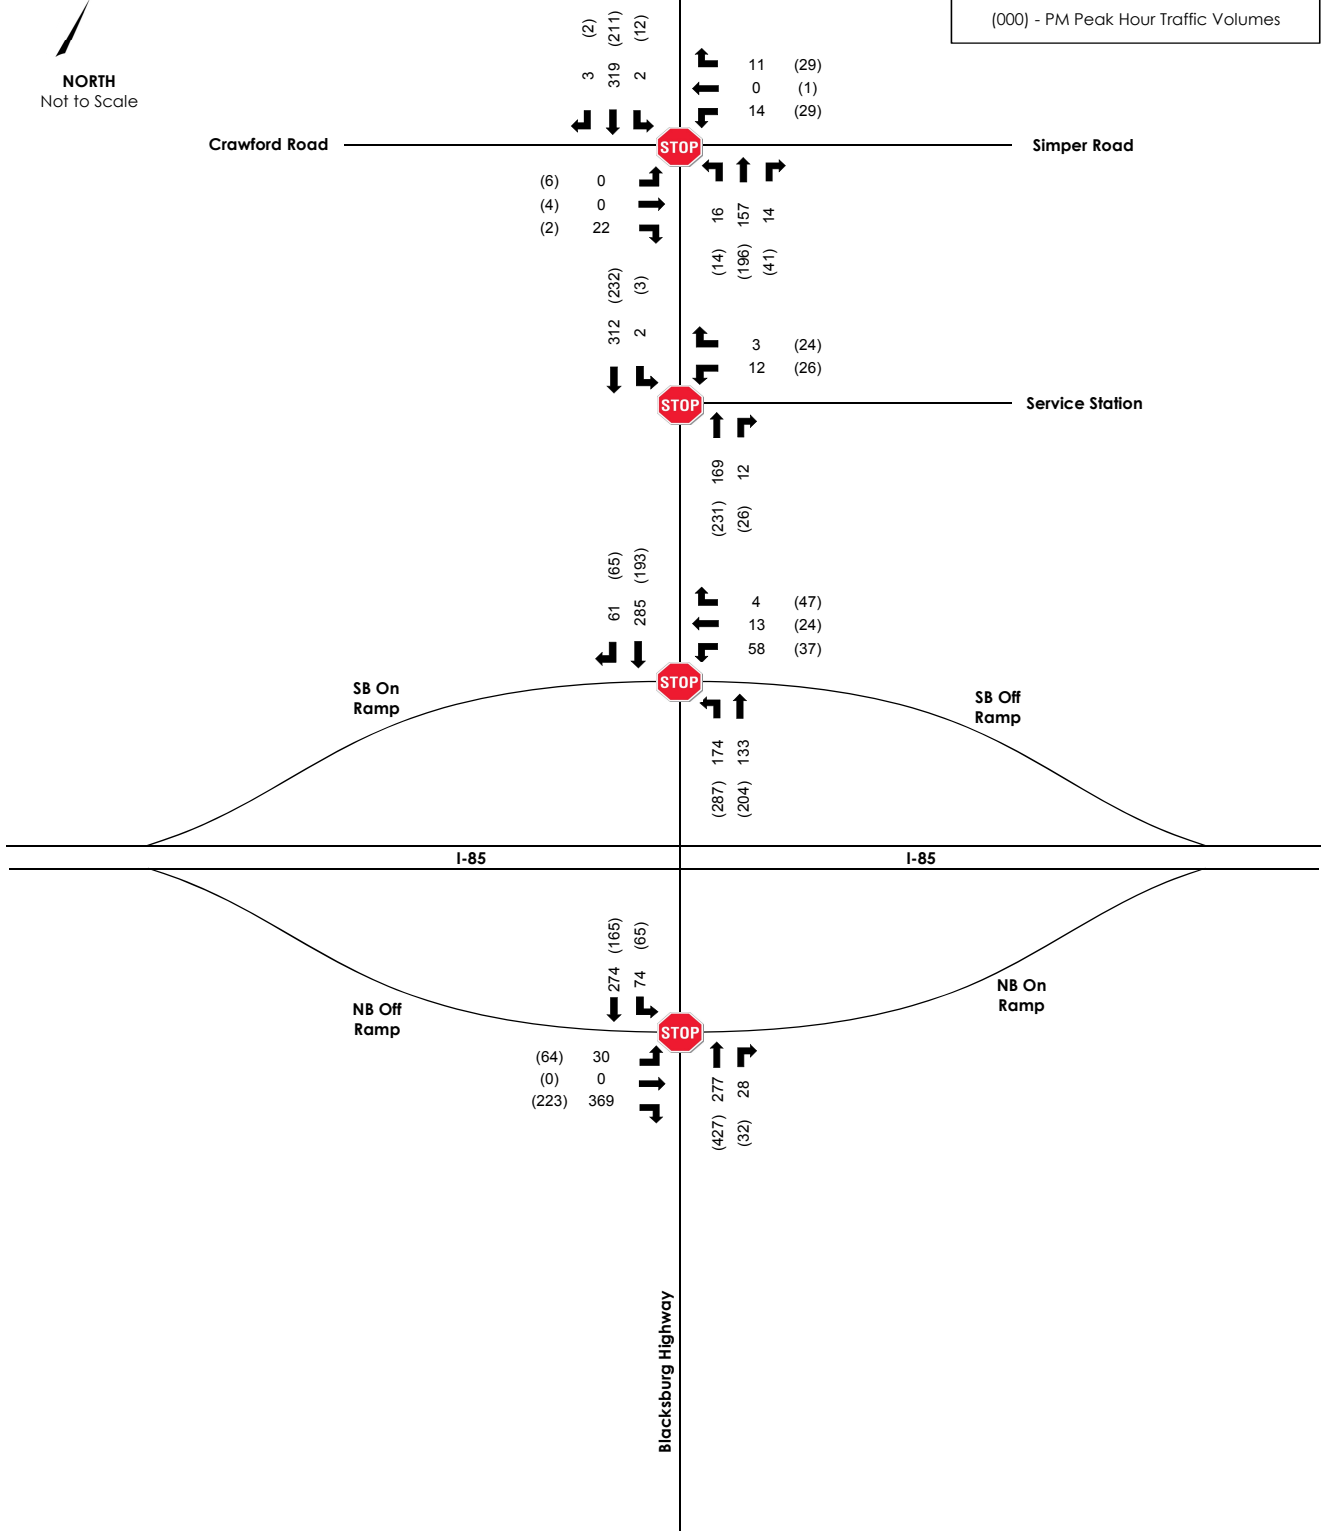 (000) - PM Peak Hour Traffic Volumes
NORTH
Not to Scale
(2) (211) (12)
3 319 2
11 (29)
0 (1)
14 (29)
Crawford Road
STOP
Simper Road
(6) 0
(4) 0
(2) 22
16 157 14
(14) (196) (41)
(232) (3)
312 2
3 (24)
12 (26)
STOP
Service Station
169 12
(231) (26)
(65) (193)
61 285
4 (47)
13 (24)
58 (37)
STOP
SB On
Ramp
SB Off
Ramp
174 133
(287) (204)
I-85
I-85
(165) (65)
274 74
NB Off
Ramp
NB On
Ramp
STOP
(64) 30
(0) 0
(223) 369
277 28
(427) (32)
Blacksburg Highway